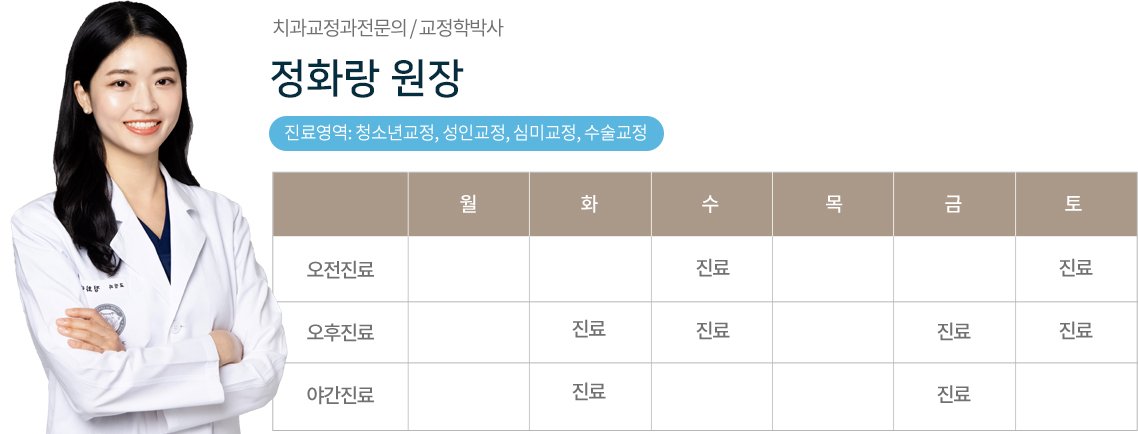 치과교정과전문의 / 교정학박사
정화랑 원장
진료영역: 청소년교정, 성인교정, 심미교정, 수술교정
월 화 수 목 금 토
오전진료 진료 진료
오후진료 진료 진료 진료 진료
야간진료 진료 진료